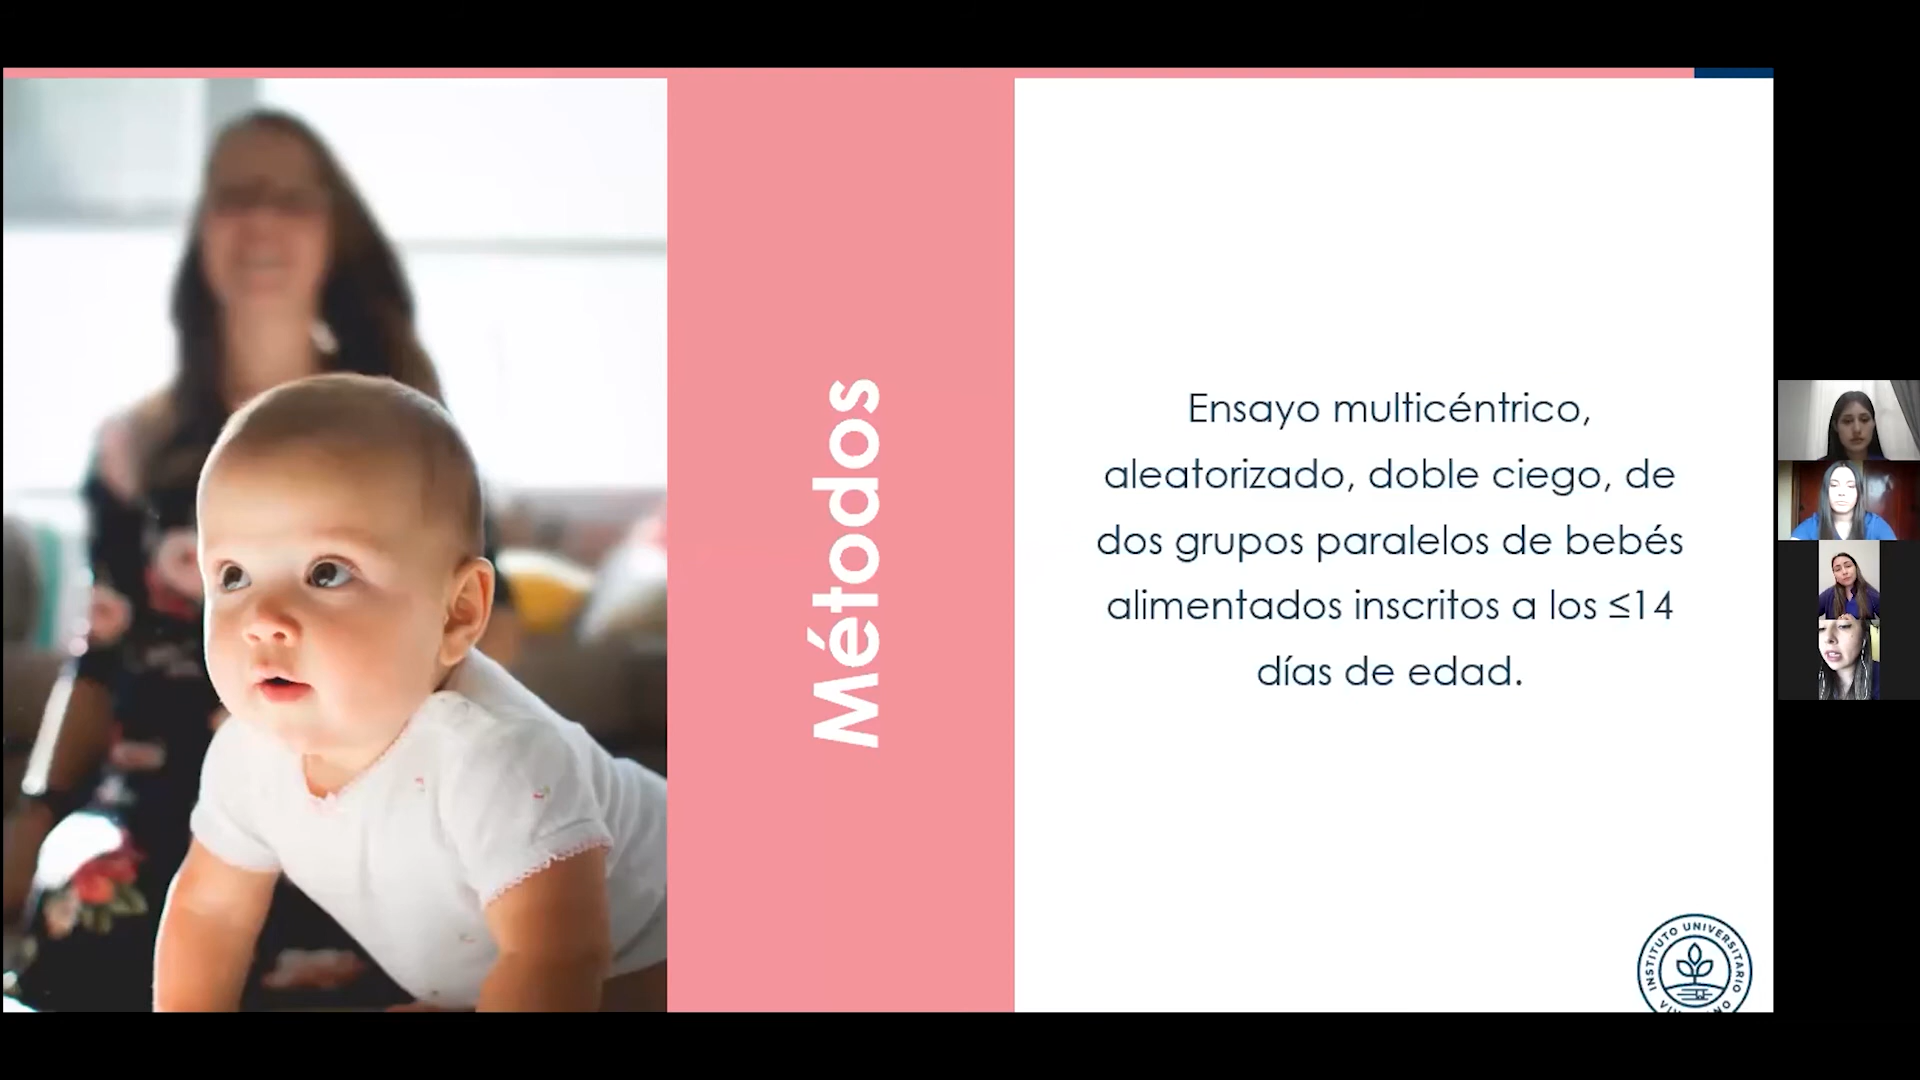 Métodos
Ensayo multicéntrico,
aleatorizado, doble ciego, de
dos grupos paralelos de bebés
alimentados inscritos a los ≤14
días de edad.
INSTITUTO UNIVERSITARIO